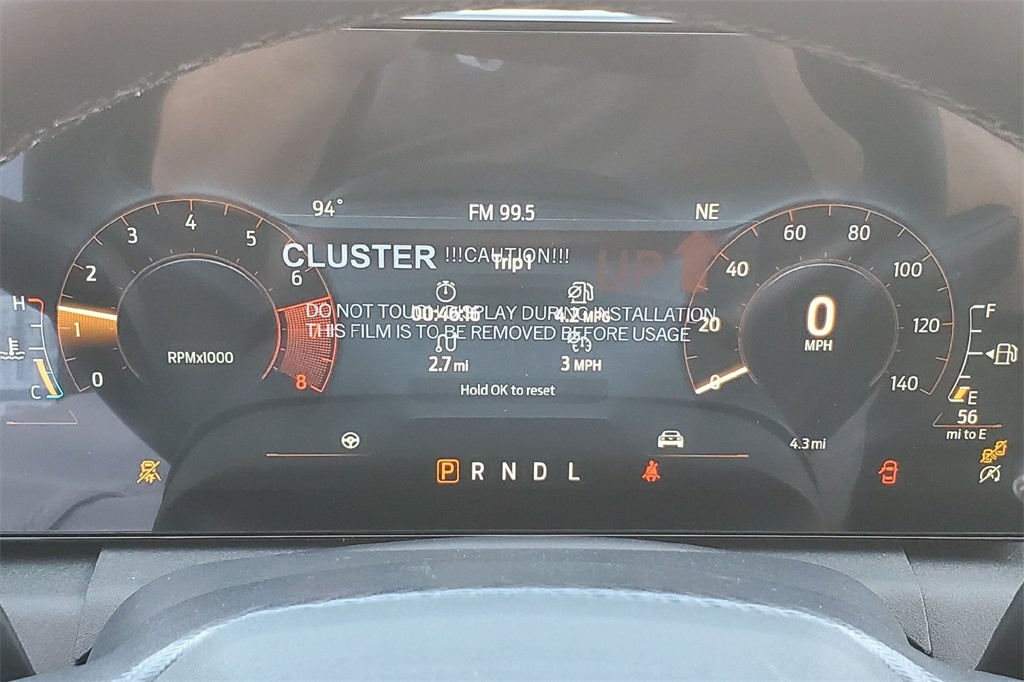 94° FM 99.5 NE
CLUSTER !!!CAUTION!!! UP
Trip 1
DO NOT TOUCH DISPLAY DURING INSTALLATION
THIS FILM IS TO BE REMOVED BEFORE USAGE
4.2 MPG
2.7 mi 3 MPH
Hold OK to reset
0 1 2 3 4 5 6 8
RPMx1000
H
C
0 20 40 60 80 100 120 140
0
MPH
F
E
56
mi to E
4.3 mi
P R N D L